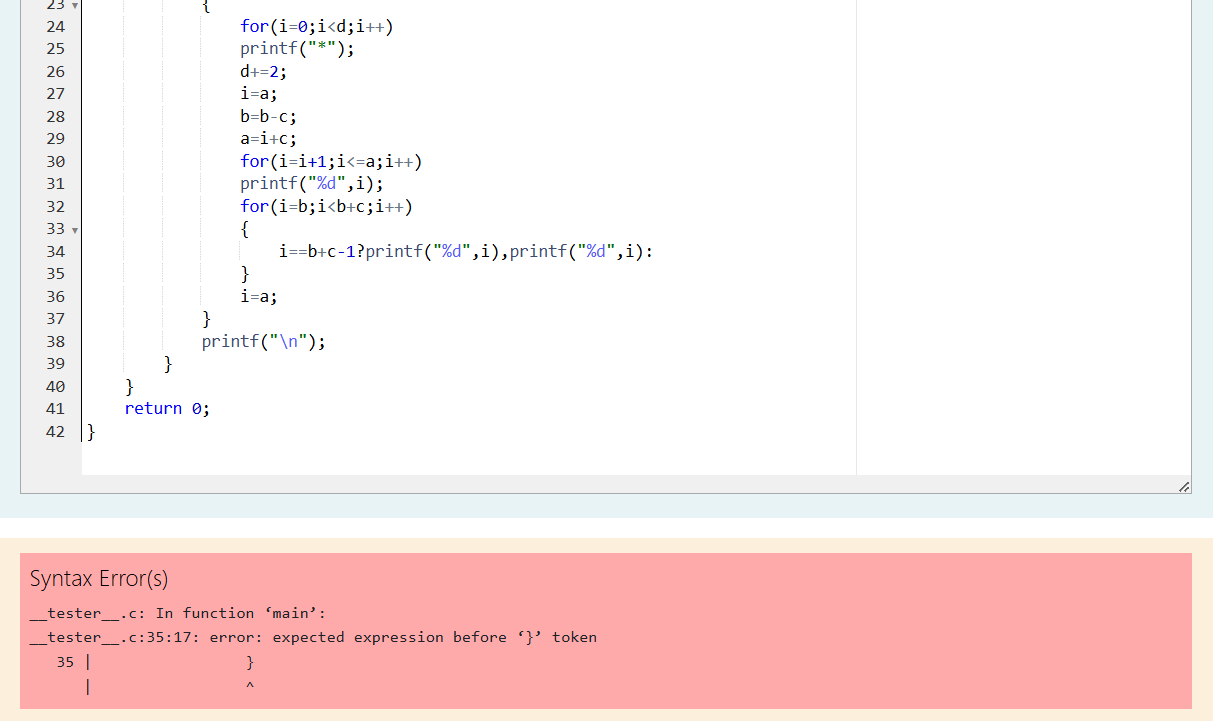 23 {
24 for(i=0;i<d;i++)
25 printf("*");
26 d+=2;
27 i=a;
28 b=b-c;
29 a=i+c;
30 for(i=i+1;i<=a;i++)
31 printf("%d",i);
32 for(i=b;i<b+c;i++)
33 {
34 i==b+c-1?printf("%d",i),printf("%d",i):
35 }
36 i=a;
37 }
38 printf("\n");
39 }
40 }
41 return 0;
42 }
Syntax Error(s)
__tester__.c: In function ‘main’:
__tester__.c:35:17: error: expected expression before ‘}’ token
35 | }
| ^